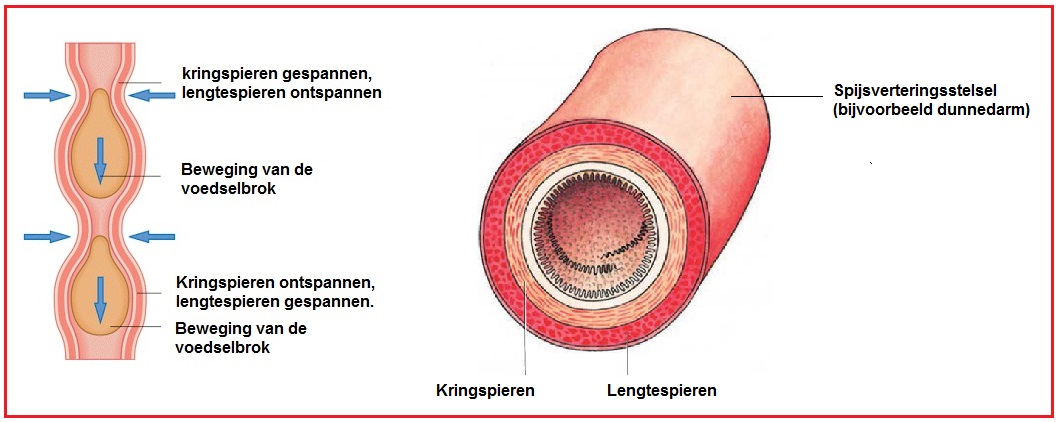 kringspieren gespannen,
lengtespieren ontspannen
Beweging van de
voedselbrok
Kringspieren ontspannen,
lengtespieren gespannen.
Beweging van de
voedselbrok
Spijsverteringsstelsel
(bijvoorbeeld dunnedarm)
Kringspieren
Lengtespieren